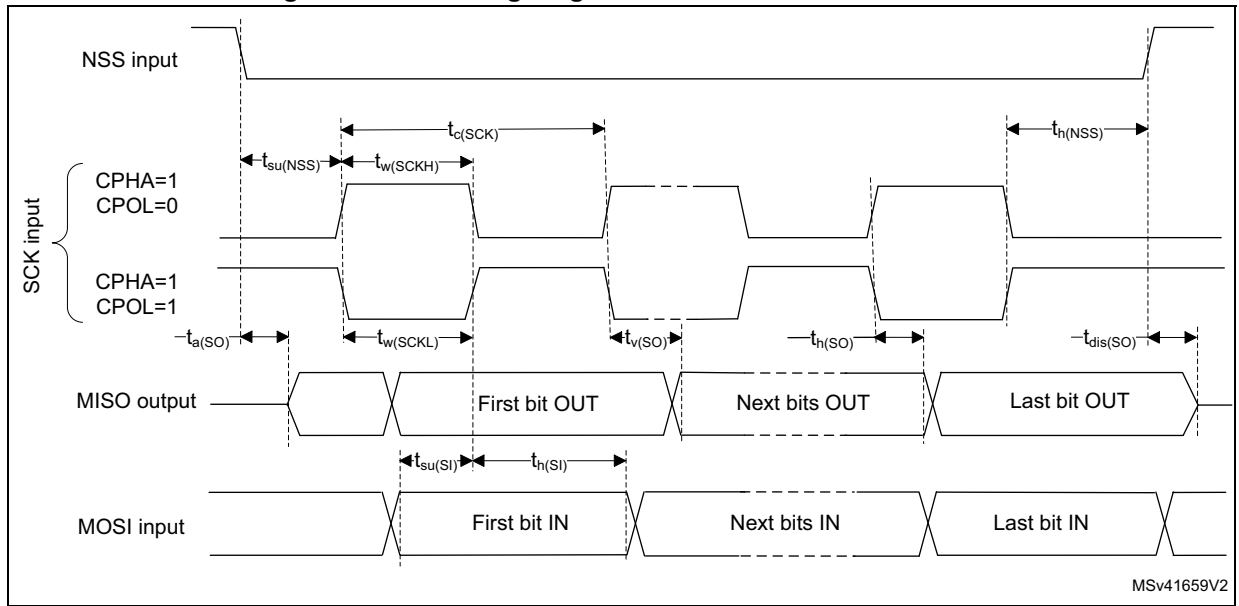 NSS input
tc(SCK)
th(NSS)
tsu(NSS)
tw(SCKH)
CPHA=1
CPOL=0
SCK input
CPHA=1
CPOL=1
ta(SO)
tw(SCKL)
tv(SO)
th(SO)
tdis(SO)
MISO output
First bit OUT
Next bits OUT
Last bit OUT
tsu(SI)
th(SI)
MOSI input
First bit IN
Next bits IN
Last bit IN
MSv41659V2